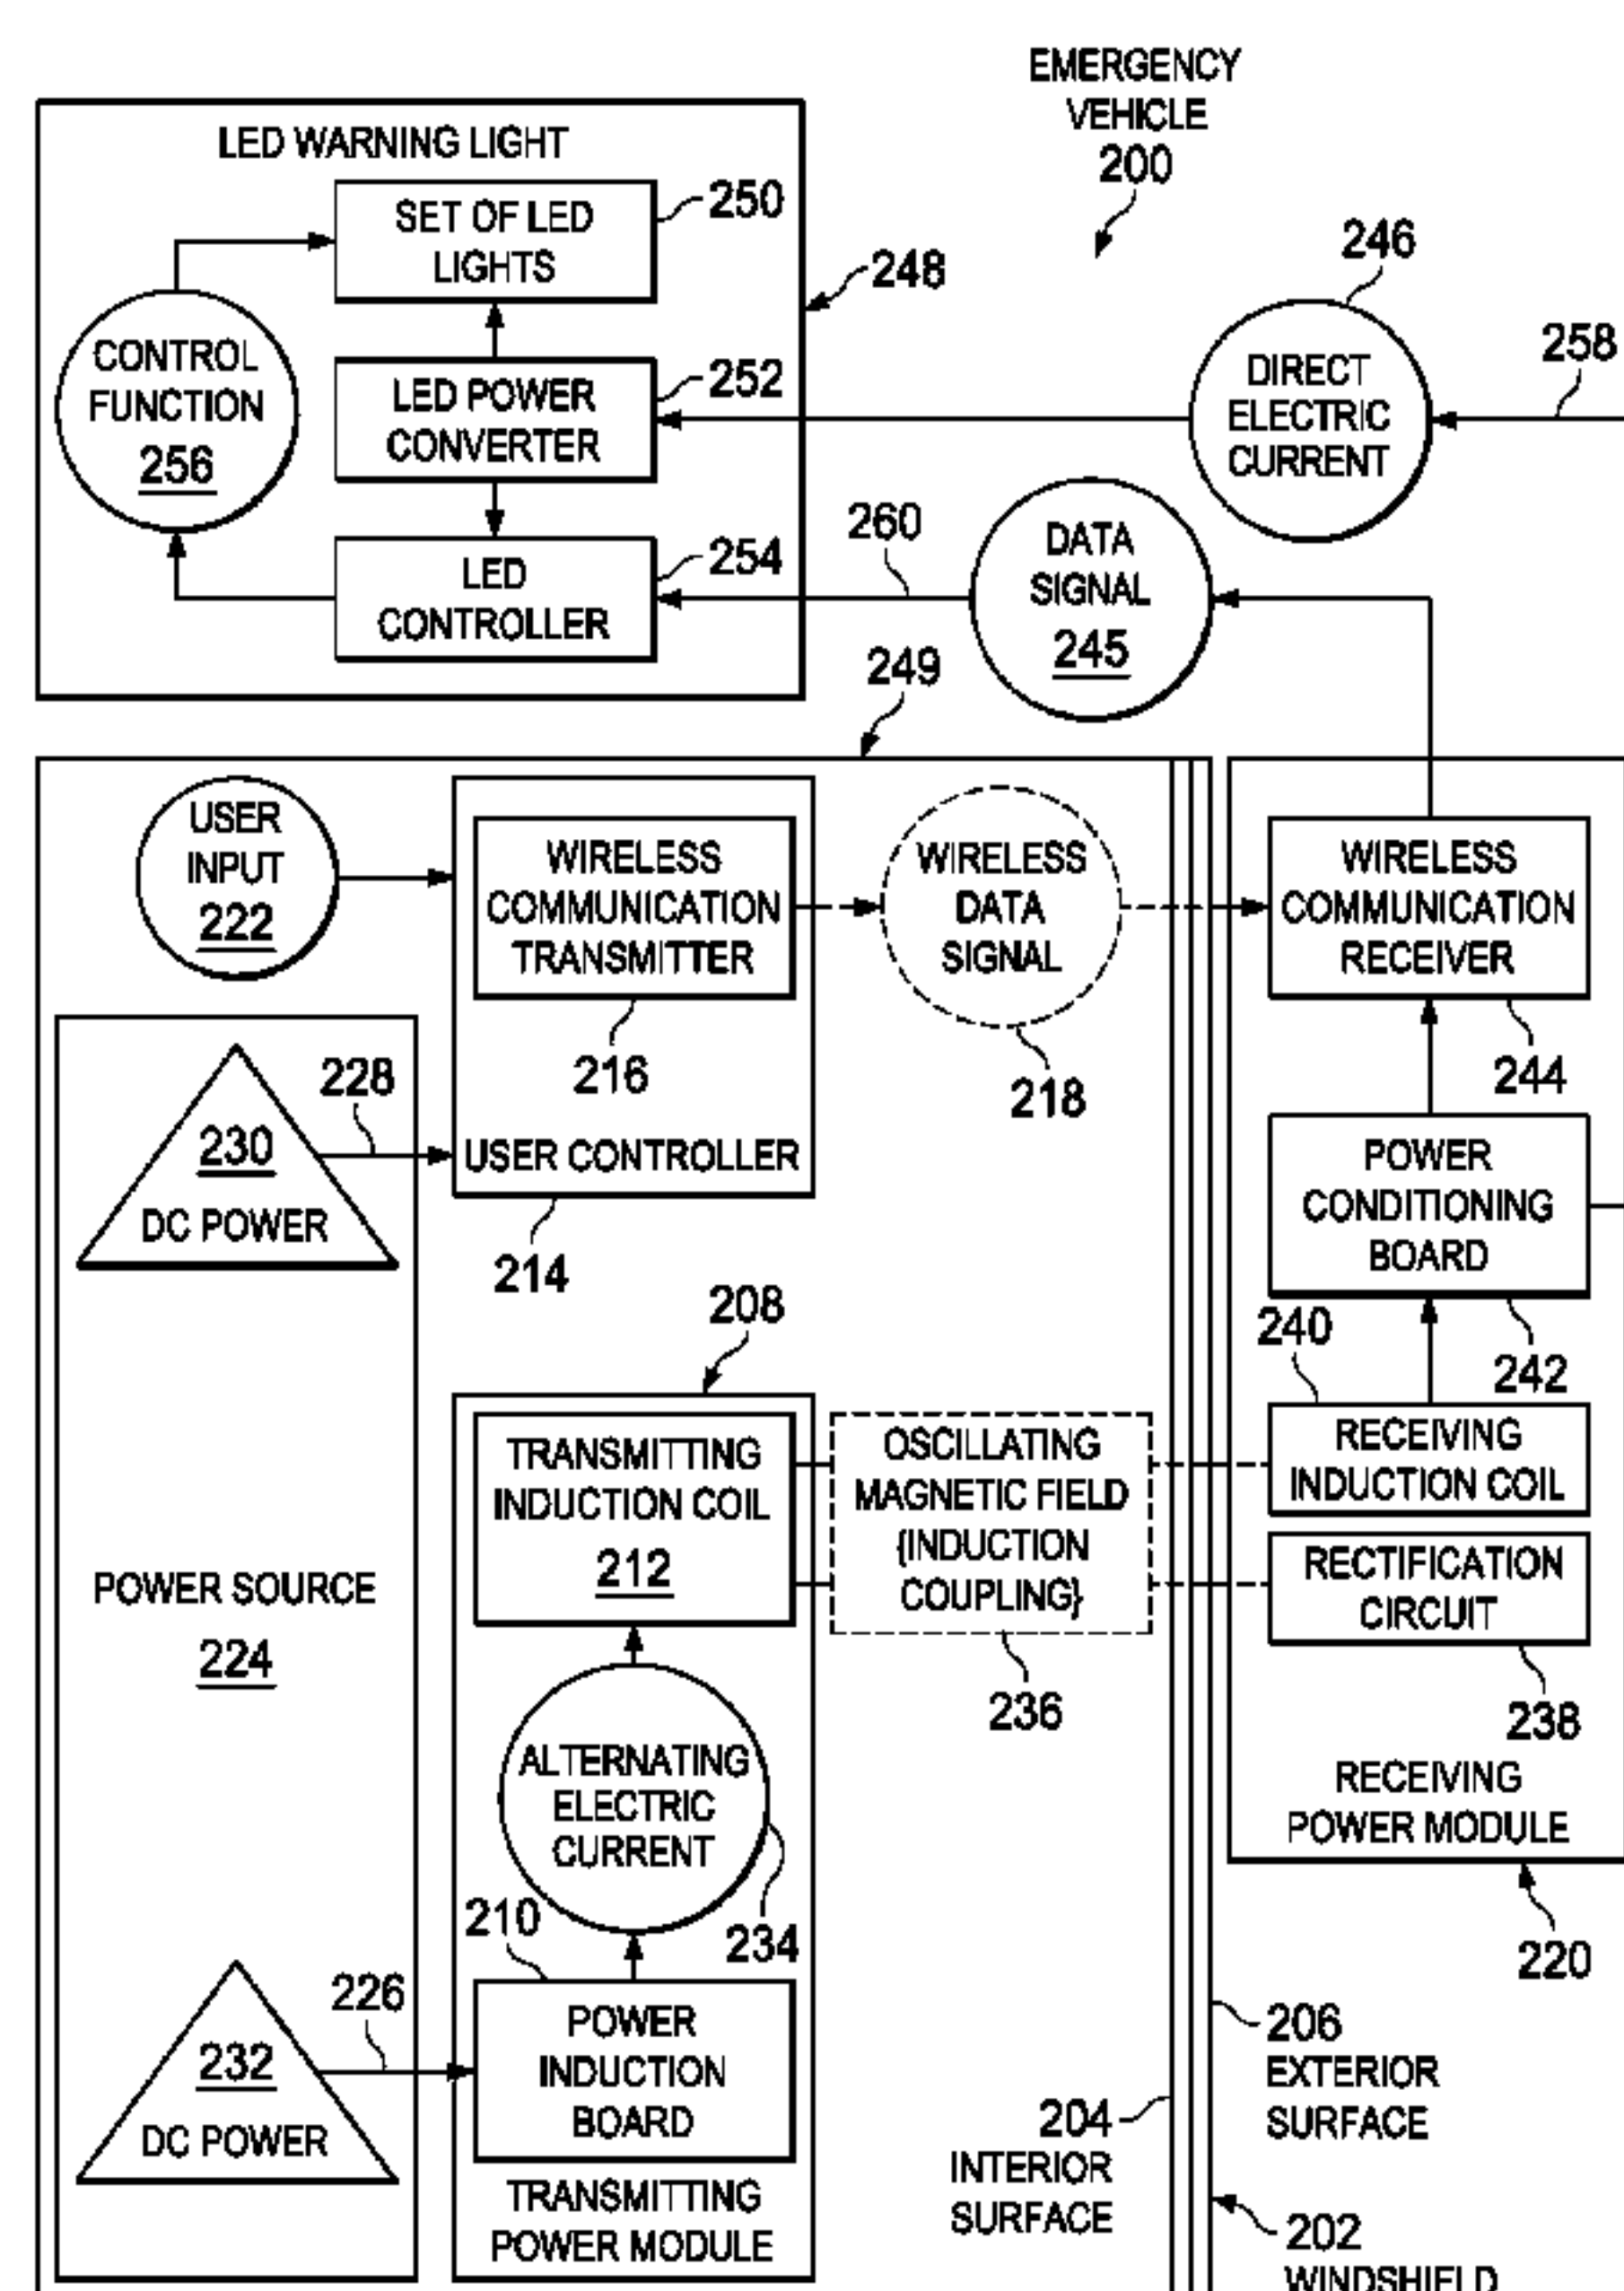 EMERGENCY
VEHICLE
200
LED WARNING LIGHT
SET OF LED
LIGHTS
250
248
246
258
CONTROL
FUNCTION
256
LED POWER
CONVERTER
252
DIRECT
ELECTRIC
CURRENT
LED
CONTROLLER
254
260
DATA
SIGNAL
245
249
USER
INPUT
222
WIRELESS
COMMUNICATION
TRANSMITTER
216
WIRELESS
DATA
SIGNAL
218
WIRELESS
COMMUNICATION
RECEIVER
244
228
230
DC POWER
USER CONTROLLER
214
POWER
CONDITIONING
BOARD
242
208
240
TRANSMITTING
INDUCTION COIL
212
OSCILLATING
MAGNETIC FIELD
{INDUCTION
COUPLING}
236
RECEIVING
INDUCTION COIL
RECTIFICATION
CIRCUIT
238
POWER SOURCE
224
ALTERNATING
ELECTRIC
CURRENT
234
RECEIVING
POWER MODULE
220
210
226
232
DC POWER
POWER
INDUCTION
BOARD
TRANSMITTING
POWER MODULE
206
EXTERIOR
SURFACE
204
INTERIOR
SURFACE
202
WINDSHIELD